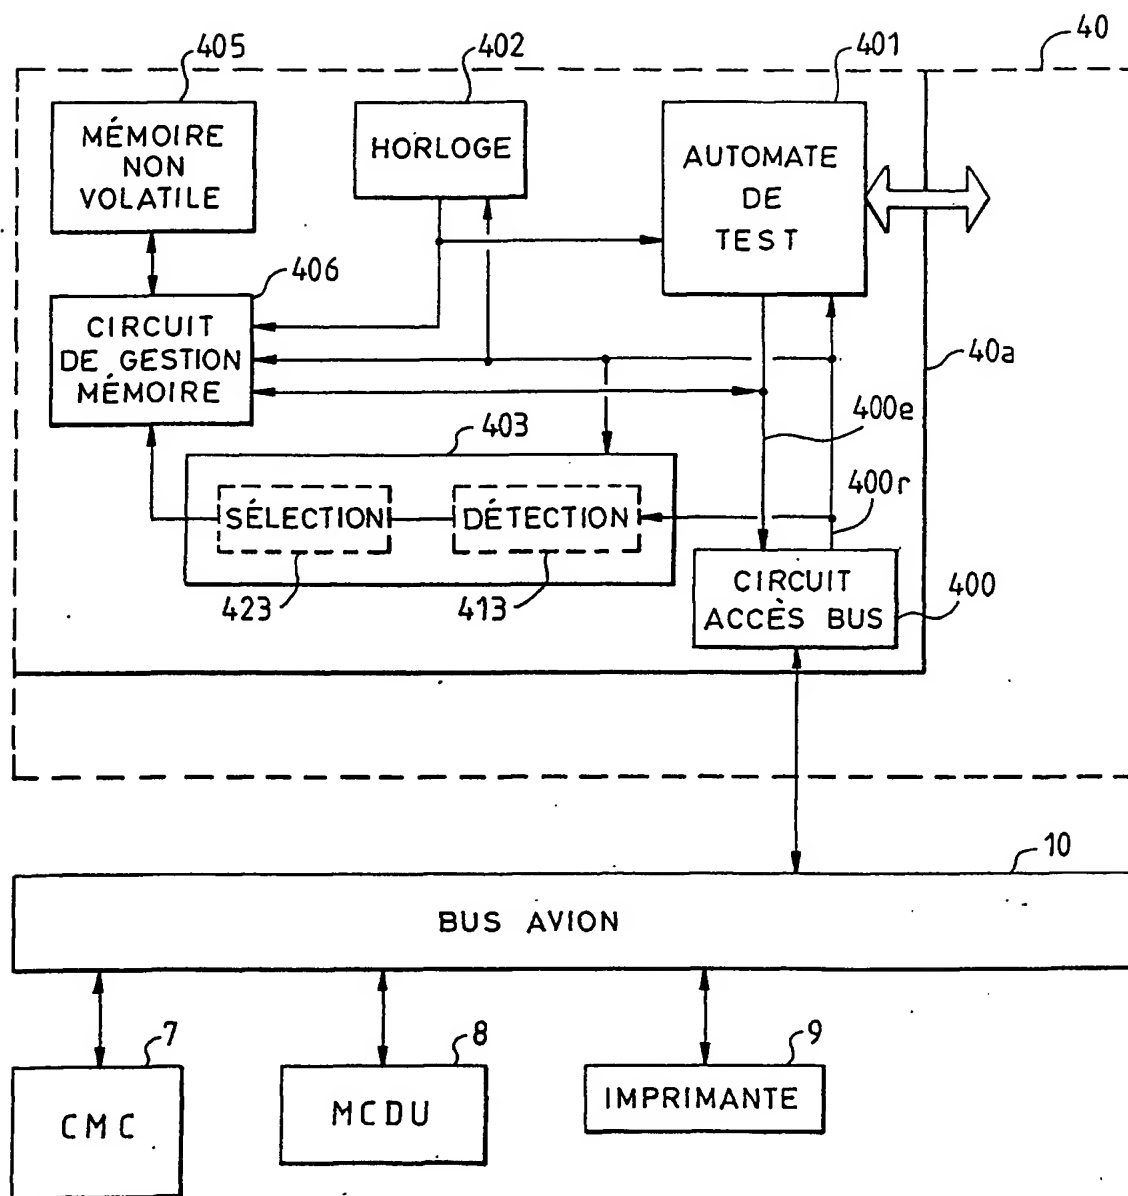 40
405
402
401
MÉMOIRE
NON
VOLATILE
HORLOGE
AUTOMATE
DE
TEST
406
CIRCUIT
DE GESTION
MÉMOIRE
40a
400e
403
400r
SÉLECTION
DÉTECTION
423
413
CIRCUIT
ACCÈS BUS
400
10
BUS AVION
7
8
9
CMC
MCDU
IMPRIMANTE